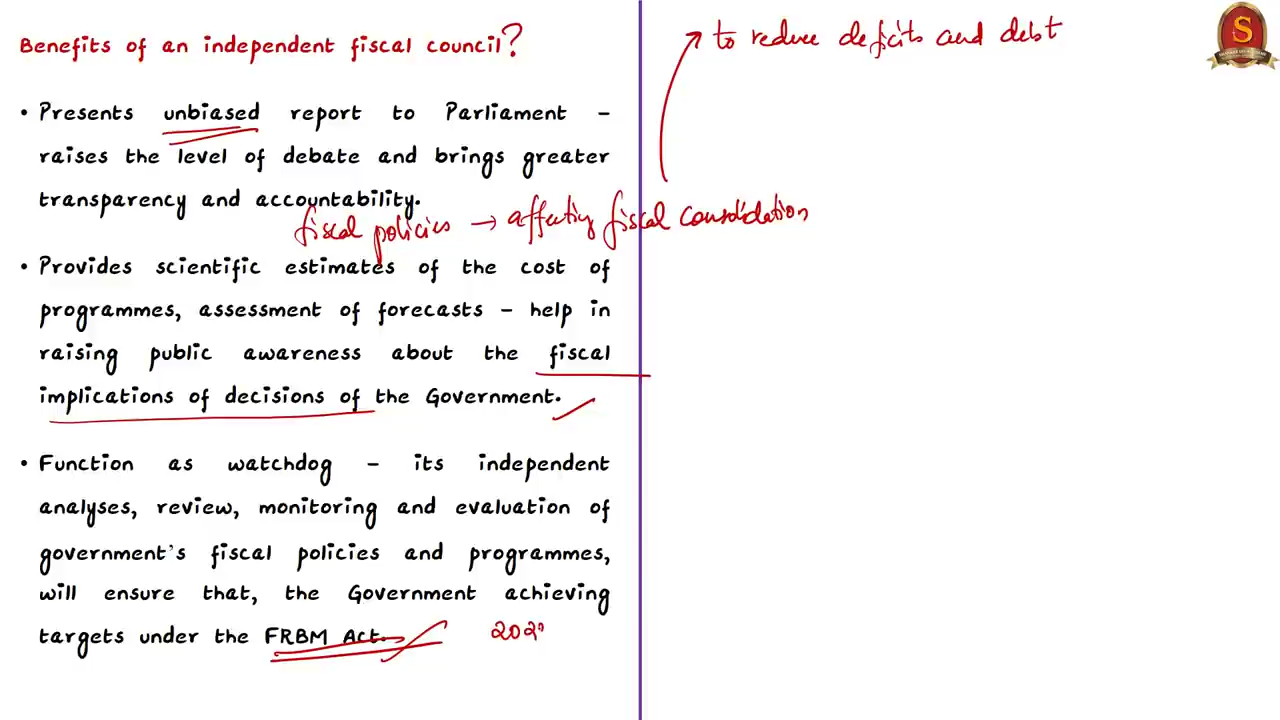 Benefits of an independent fiscal council?
→ to reduce deficits and debt
• Presents unbiased report to Parliament –
raises the level of debate and brings greater
transparency and accountability.
fiscal policies → affecting fiscal consolidation
• Provides scientific estimates of the cost of
programmes, assessment of forecasts – help in
raising public awareness about the fiscal
implications of decisions of the Government.
• Function as watchdog – its independent
analyses, review, monitoring and evaluation of
government's fiscal policies and programmes,
will ensure that, the Government achieving
targets under the FRBM Act.
S